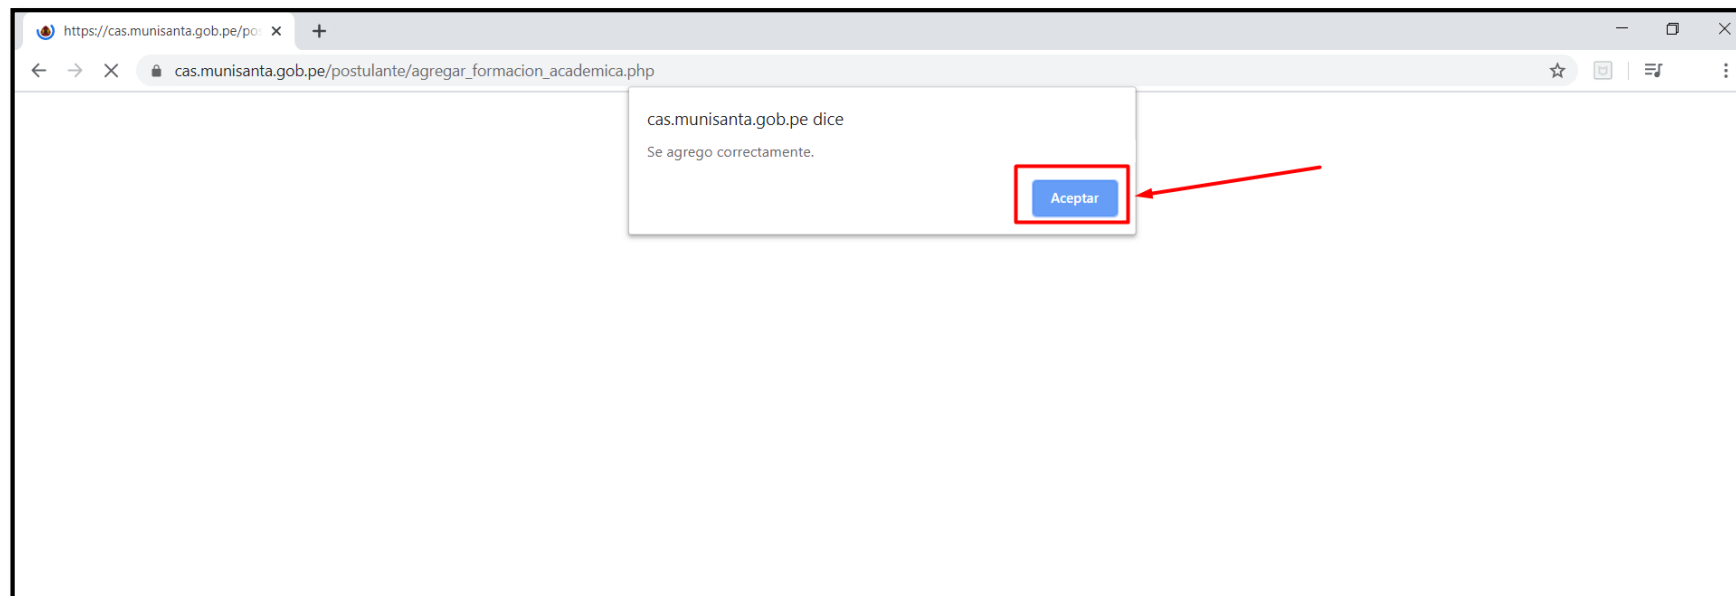 https://cas.munisanta.gob.pe/po
cas.munisanta.gob.pe/postulante/agregar_formacion_academica.php
cas.munisanta.gob.pe dice
Se agrego correctamente.
Aceptar